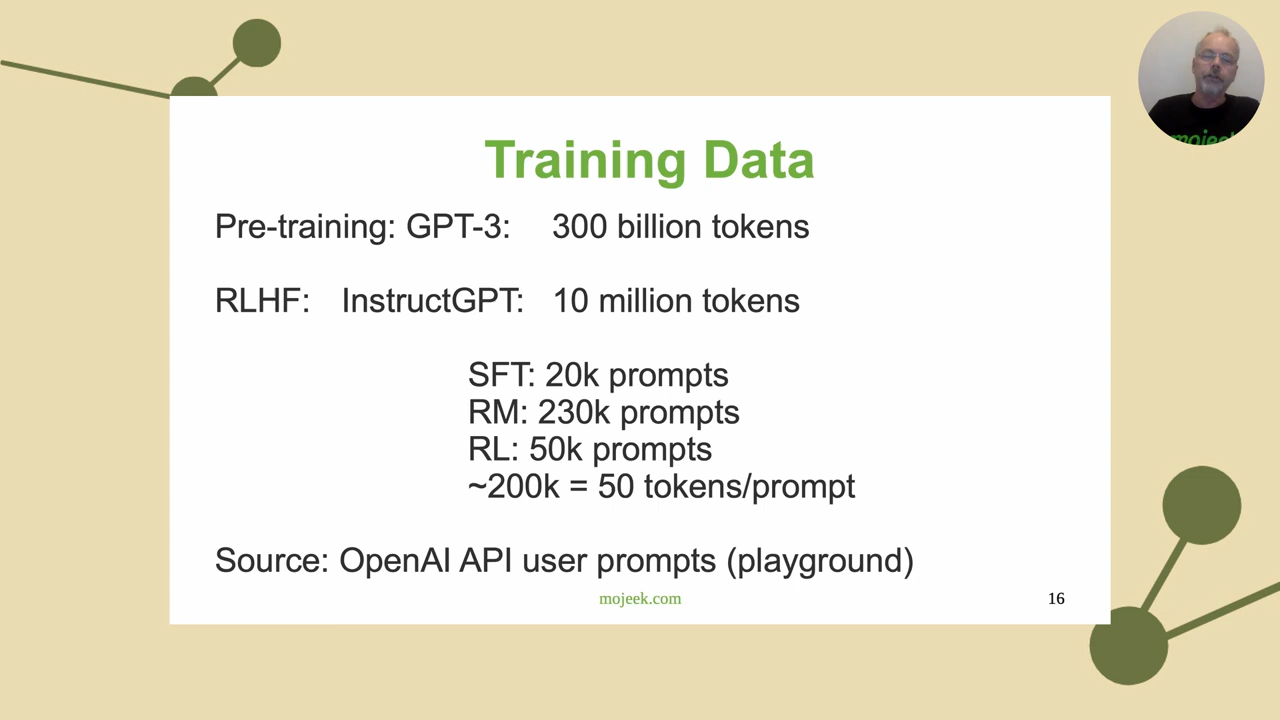 mojeek
Training Data
Pre-training: GPT-3: 300 billion tokens
RLHF: InstructGPT: 10 million tokens
SFT: 20k prompts
RM: 230k prompts
RL: 50k prompts
~200k = 50 tokens/prompt
Source: OpenAI API user prompts (playground)
mojeek.com
16